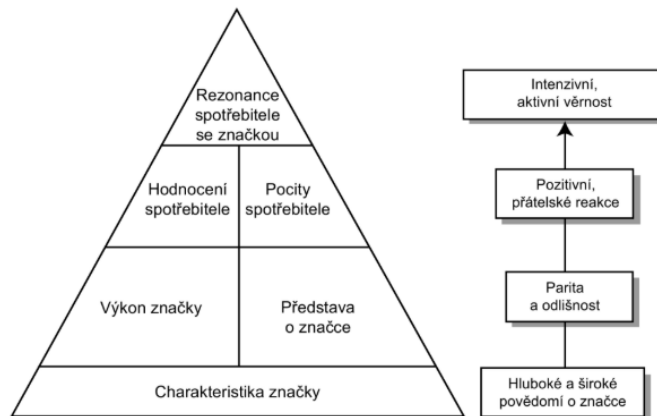 Rezonance
spotřebitele
se značkou
Hodnocení
spotřebitele
Pocity
spotřebitele
Výkon značky
Představa
o značce
Charakteristika značky
Intenzivní,
aktivní věrnost
Pozitivní,
přátelské reakce
Parita
a odlišnost
Hluboké a široké
povědomí o značce